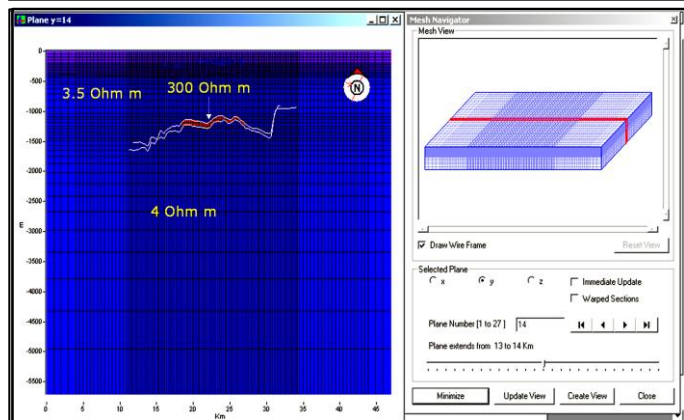 Plane y=14
0
-500
-1000
-1500
-2000
-2500
-3000
-3500
-4000
-4500
-5000
-5500
m
3.5 Ohm m
300 Ohm m
N
4 Ohm m
0 5 10 15 20 25 30 35 40 45
Km
Mesh Navigator
Mesh View
Draw Wire Frame
Reset View
Selected Plane
x y z
Immediate Update
Warped Sections
Plane Number [1 to 27 ] 14
Plane extends from 13 to 14 Km
Minimize Update View Create View Close